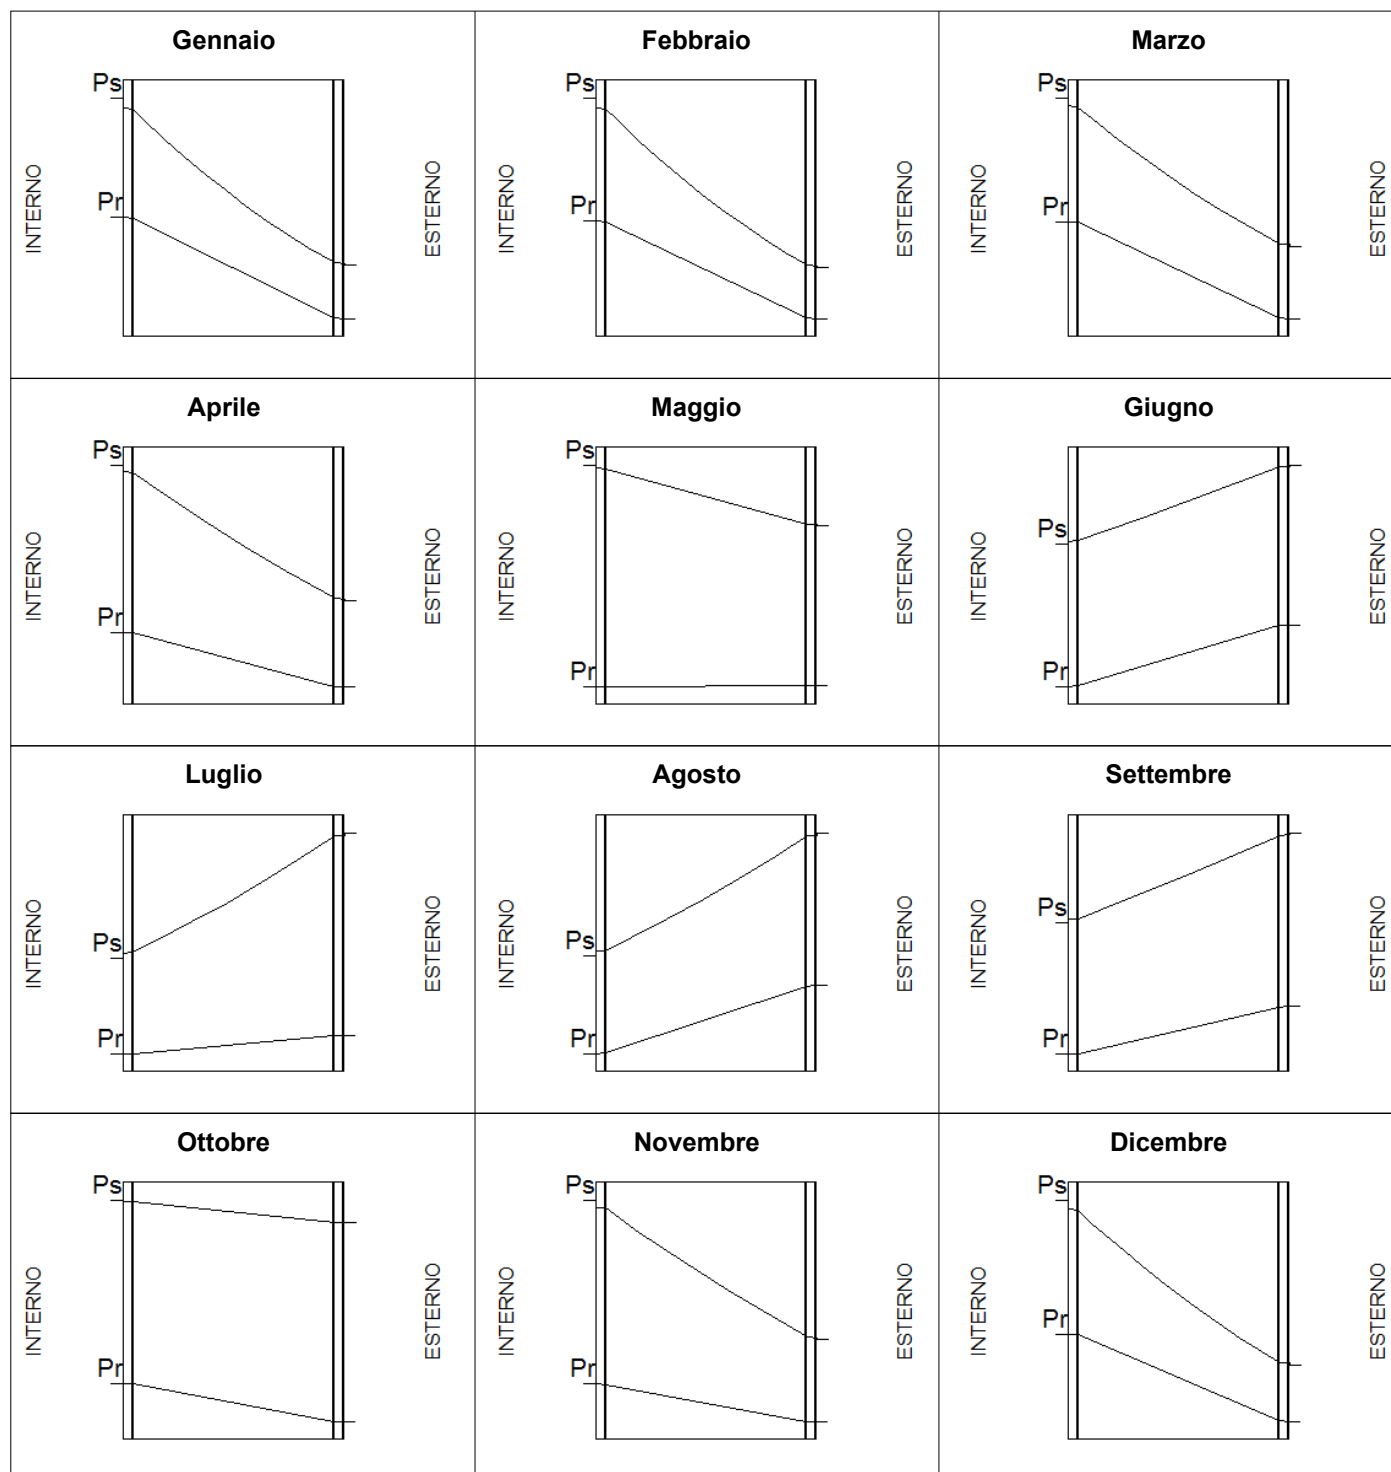 Gennaio
Febbraio
Marzo
Ps
Pr
INTERNO
ESTERNO
Ps
Pr
INTERNO
ESTERNO
Ps
Pr
INTERNO
ESTERNO
Aprile
Maggio
Giugno
Ps
Pr
INTERNO
ESTERNO
Ps
Pr
INTERNO
ESTERNO
Ps
Pr
INTERNO
ESTERNO
Luglio
Agosto
Settembre
Ps
Pr
INTERNO
ESTERNO
Ps
Pr
INTERNO
ESTERNO
Ps
Pr
INTERNO
ESTERNO
Ottobre
Novembre
Dicembre
Ps
Pr
INTERNO
ESTERNO
Ps
Pr
INTERNO
ESTERNO
Ps
Pr
INTERNO
ESTERNO